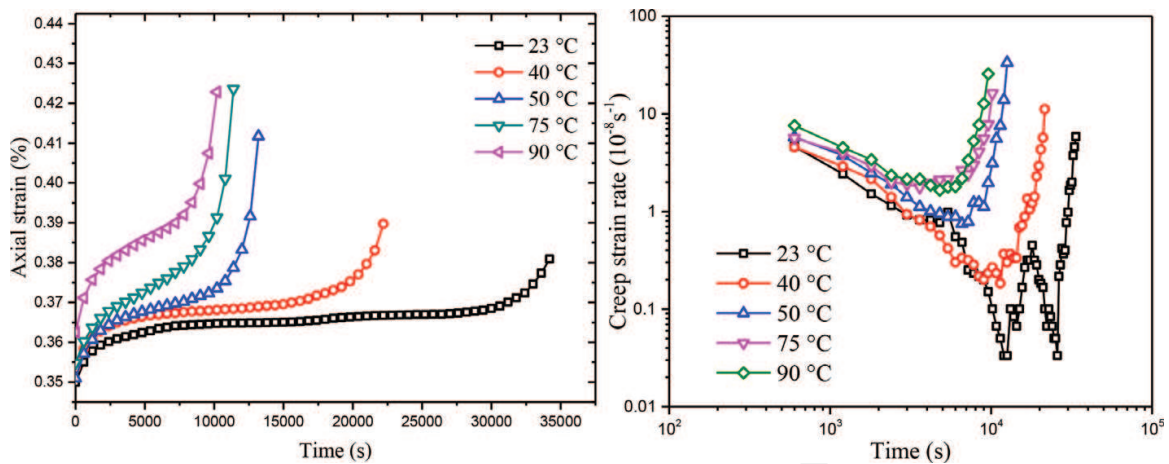 0.44
0.43
0.42
0.41
0.40
0.39
0.38
0.37
0.36
0.35
Axial strain (%)
23 °C
40 °C
50 °C
75 °C
90 °C
0
5000
10000
15000
20000
25000
30000
35000
Time (s)
100
10
1
0.1
0.01
Creep strain rate (10⁻⁸s⁻¹)
23 °C
40 °C
50 °C
75 °C
90 °C
10²
10³
10⁴
10⁵
Time (s)